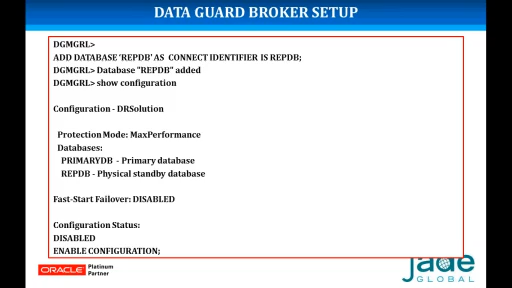 DATA GUARD BROKER SETUP
DGMGRL>
ADD DATABASE 'REPDB' AS CONNECT IDENTIFIER IS REPDB;
DGMGRL> Database "REPDB" added
DGMGRL> show configuration
Configuration - DRSolution
Protection Mode: MaxPerformance
Databases:
PRIMARYDB - Primary database
REPDB - Physical standby database
Fast-Start Failover: DISABLED
Configuration Status:
DISABLED
ENABLE CONFIGURATION;
ORACLE Platinum
Partner
jade
GLOBAL